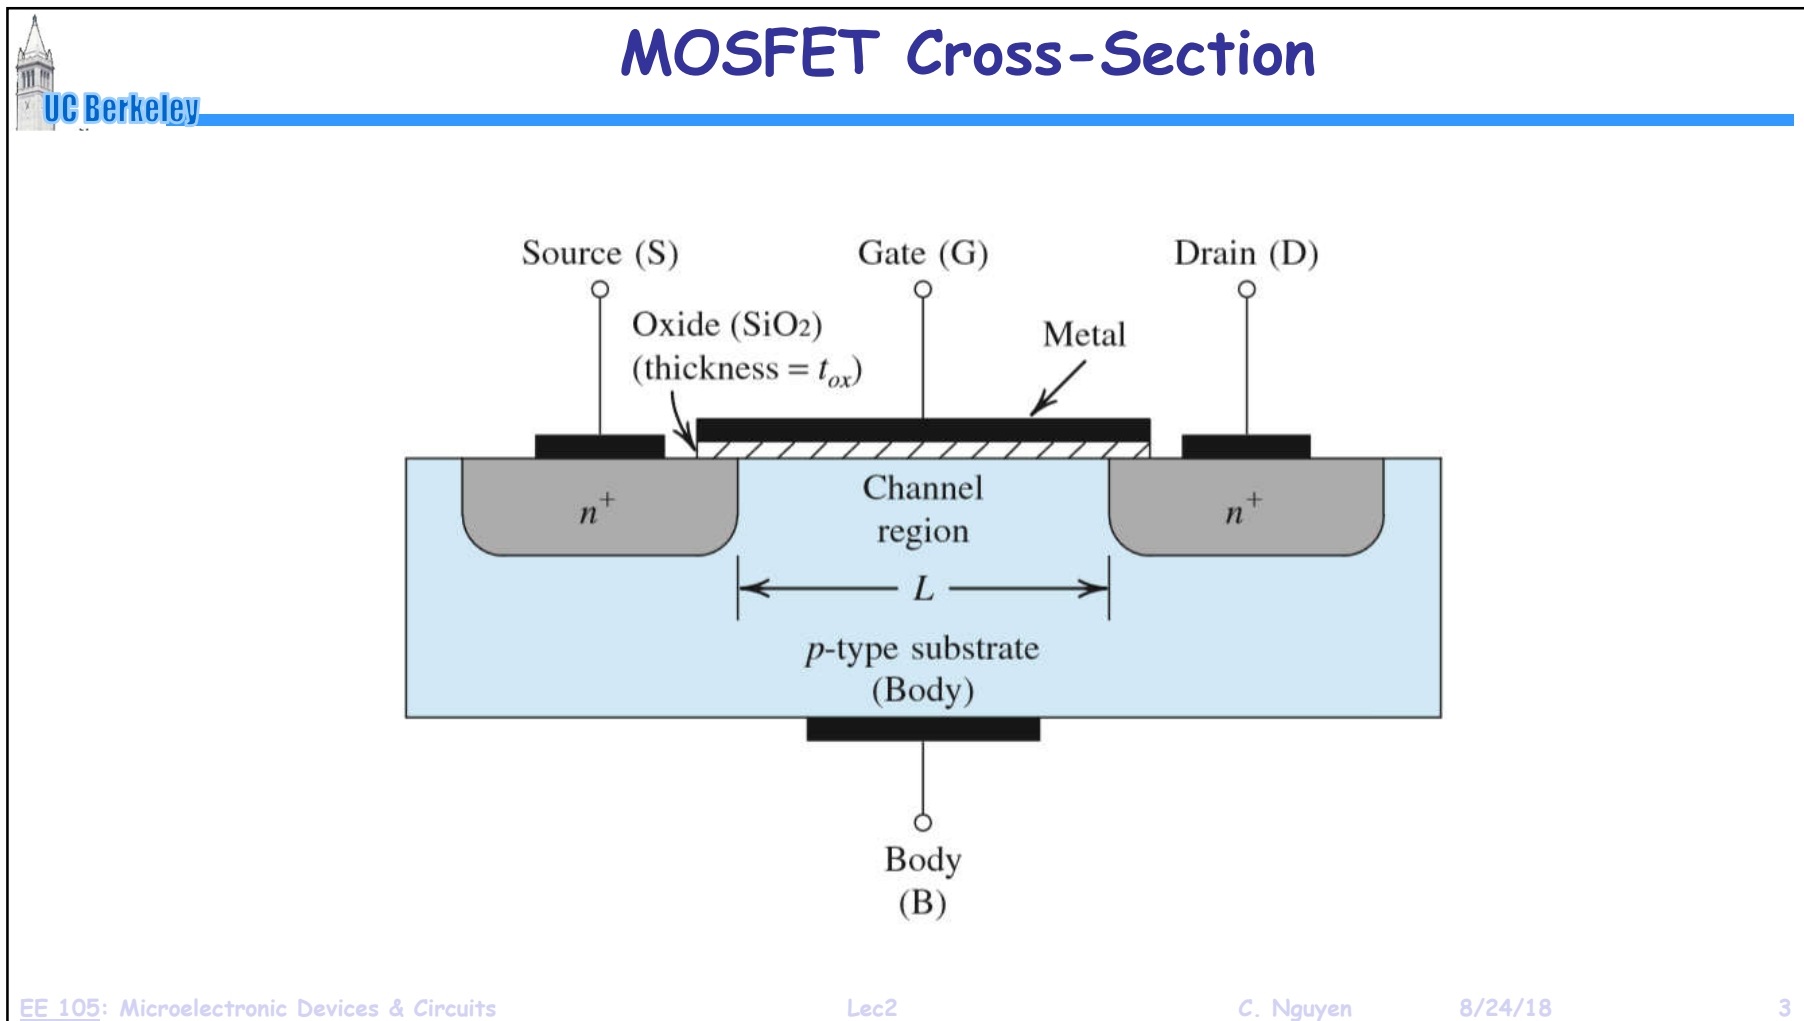 MOSFET Cross-Section
UC Berkeley
Source (S)
Gate (G)
Drain (D)
Oxide (SiO2)
(thickness = tox)
Metal
n+
Channel
region
n+
L
p-type substrate
(Body)
Body
(B)
EE 105: Microelectronic Devices & Circuits
Lec2
C. Nguyen
8/24/18
3